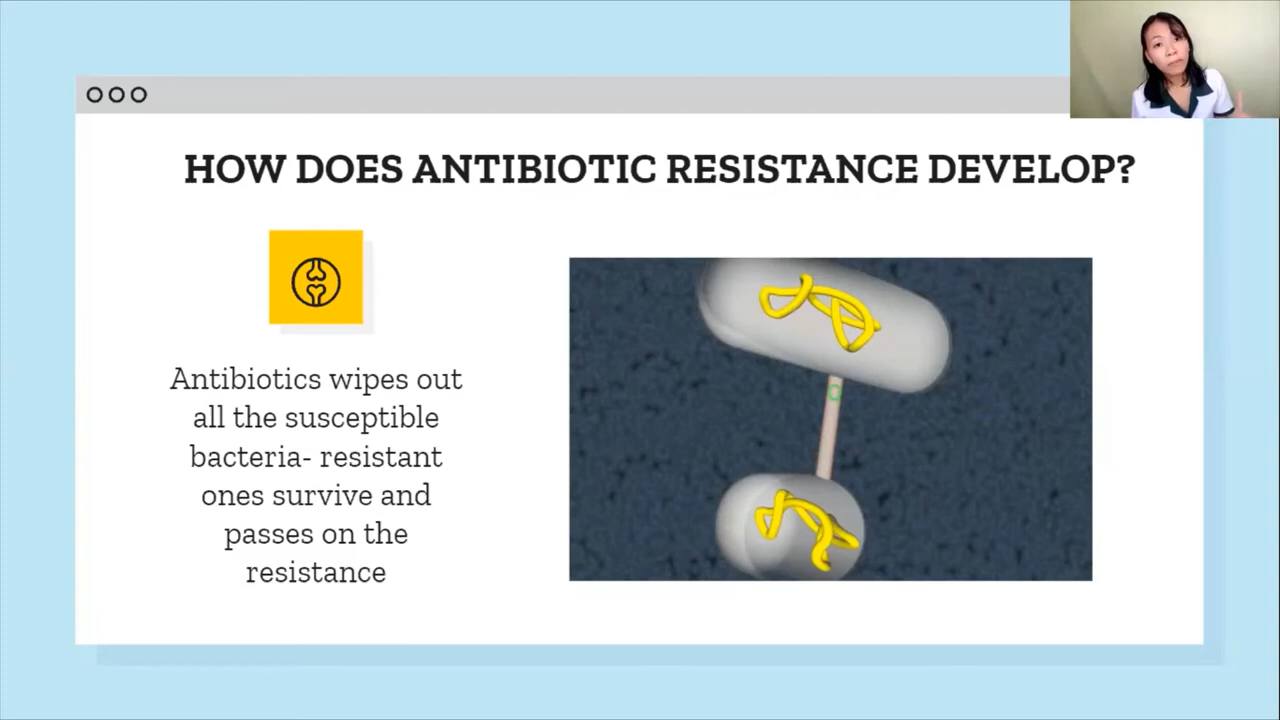 HOW DOES ANTIBIOTIC RESISTANCE DEVELOP?
Antibiotics wipes out
all the susceptible
bacteria- resistant
ones survive and
passes on the
resistance